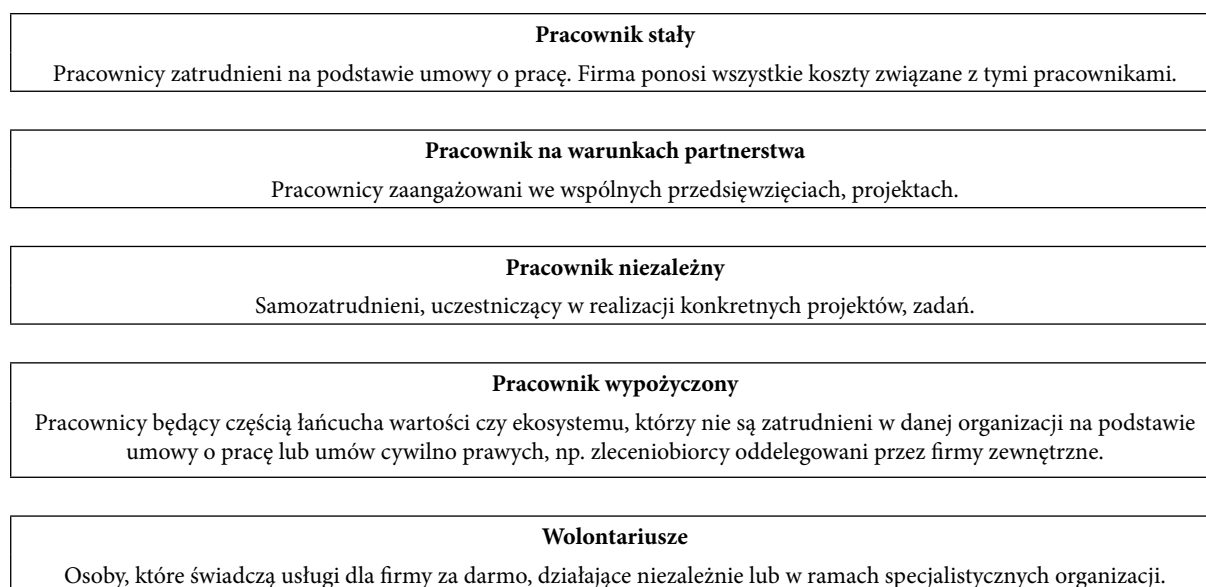 Pracownik stały
Pracownicy zatrudnieni na podstawie umowy o pracę. Firma ponosi wszystkie koszty związane z tymi pracownikami.
Pracownik na warunkach partnerstwa
Pracownicy zaangażowani we wspólnych przedsięwzięciach, projektach.
Pracownik niezależny
Samozatrudnieni, uczestniczący w realizacji konkretnych projektów, zadań.
Pracownik wypożyczony
Pracownicy będący częścią łańcucha wartości czy ekosystemu, którzy nie są zatrudnieni w danej organizacji na podstawie
umowy o pracę lub umów cywilno prawych, np. zleceniobiorcy oddelegowani przez firmy zewnętrzne.
Wolontariusze
Osoby, które świadczą usługi dla firmy za darmo, działające niezależnie lub w ramach specjalistycznych organizacji.